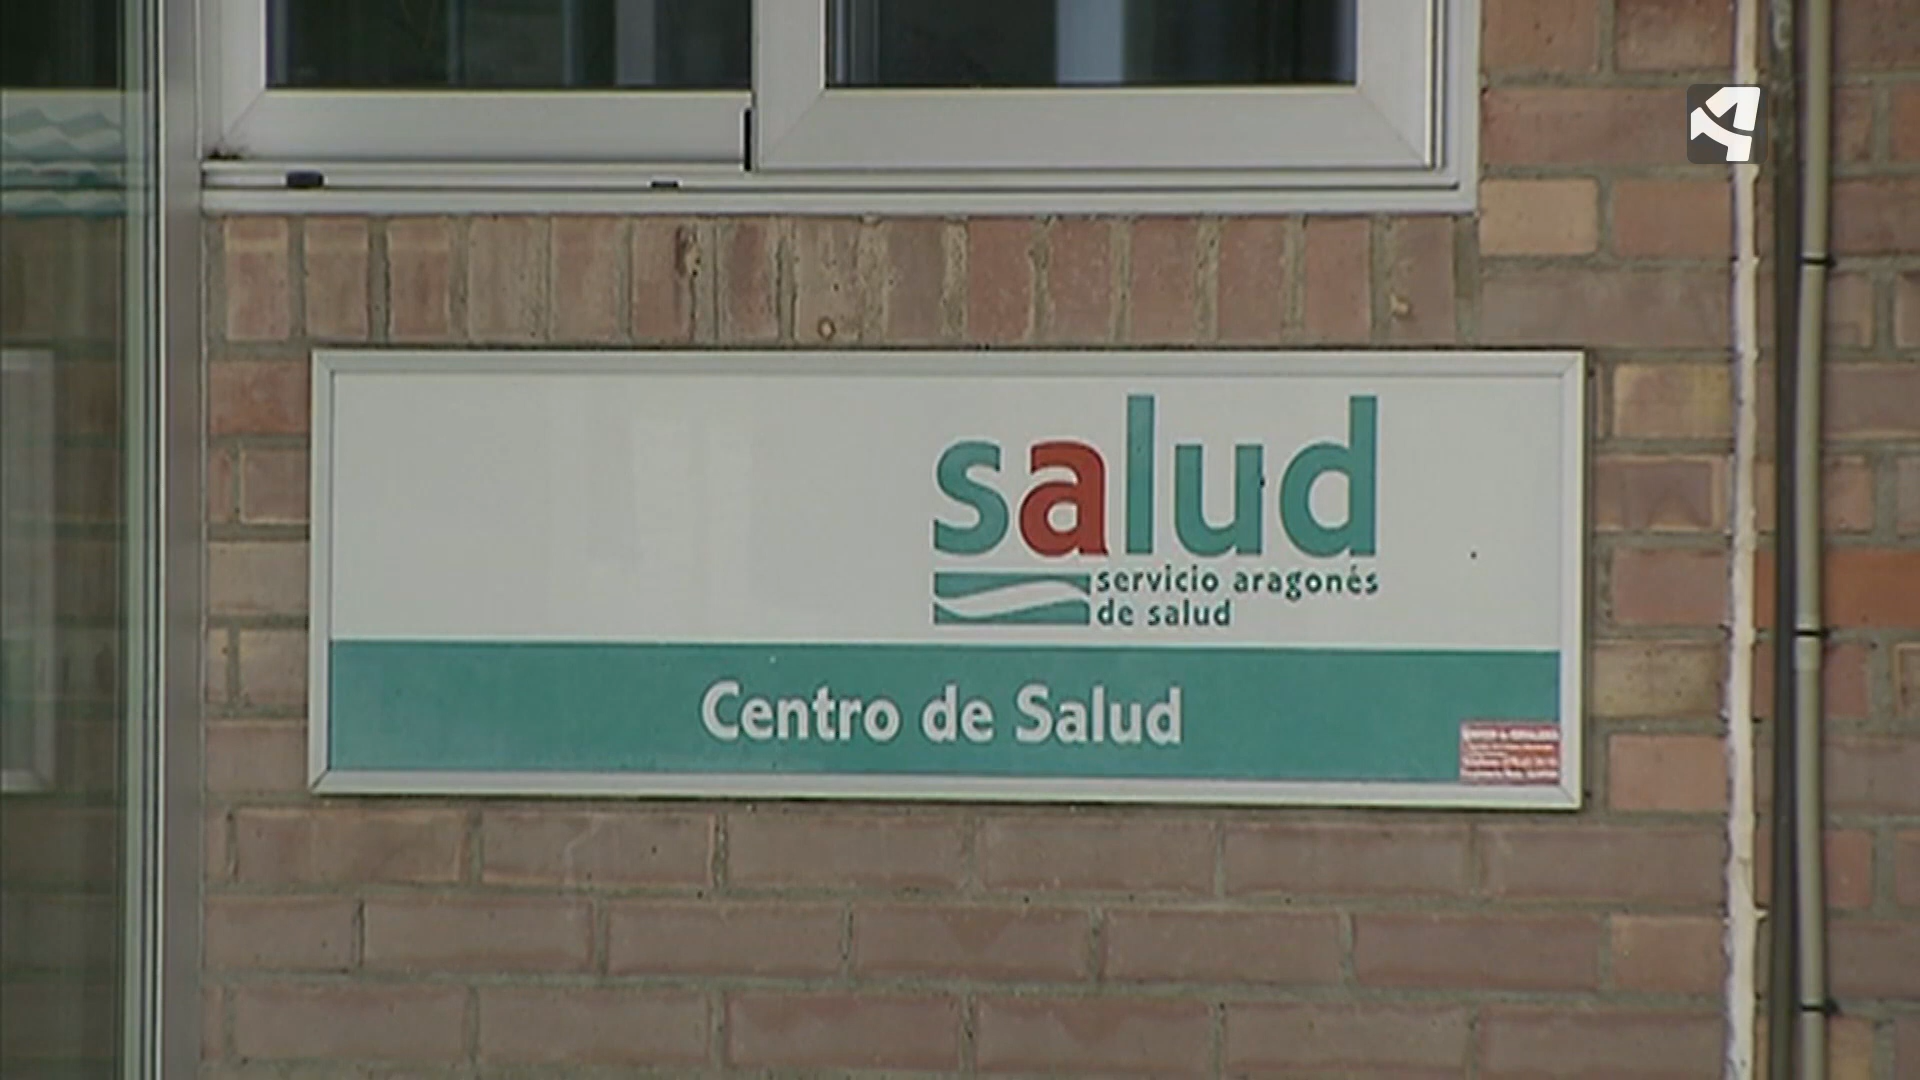 salud
servicio aragonés
de salud
Centro de Salud